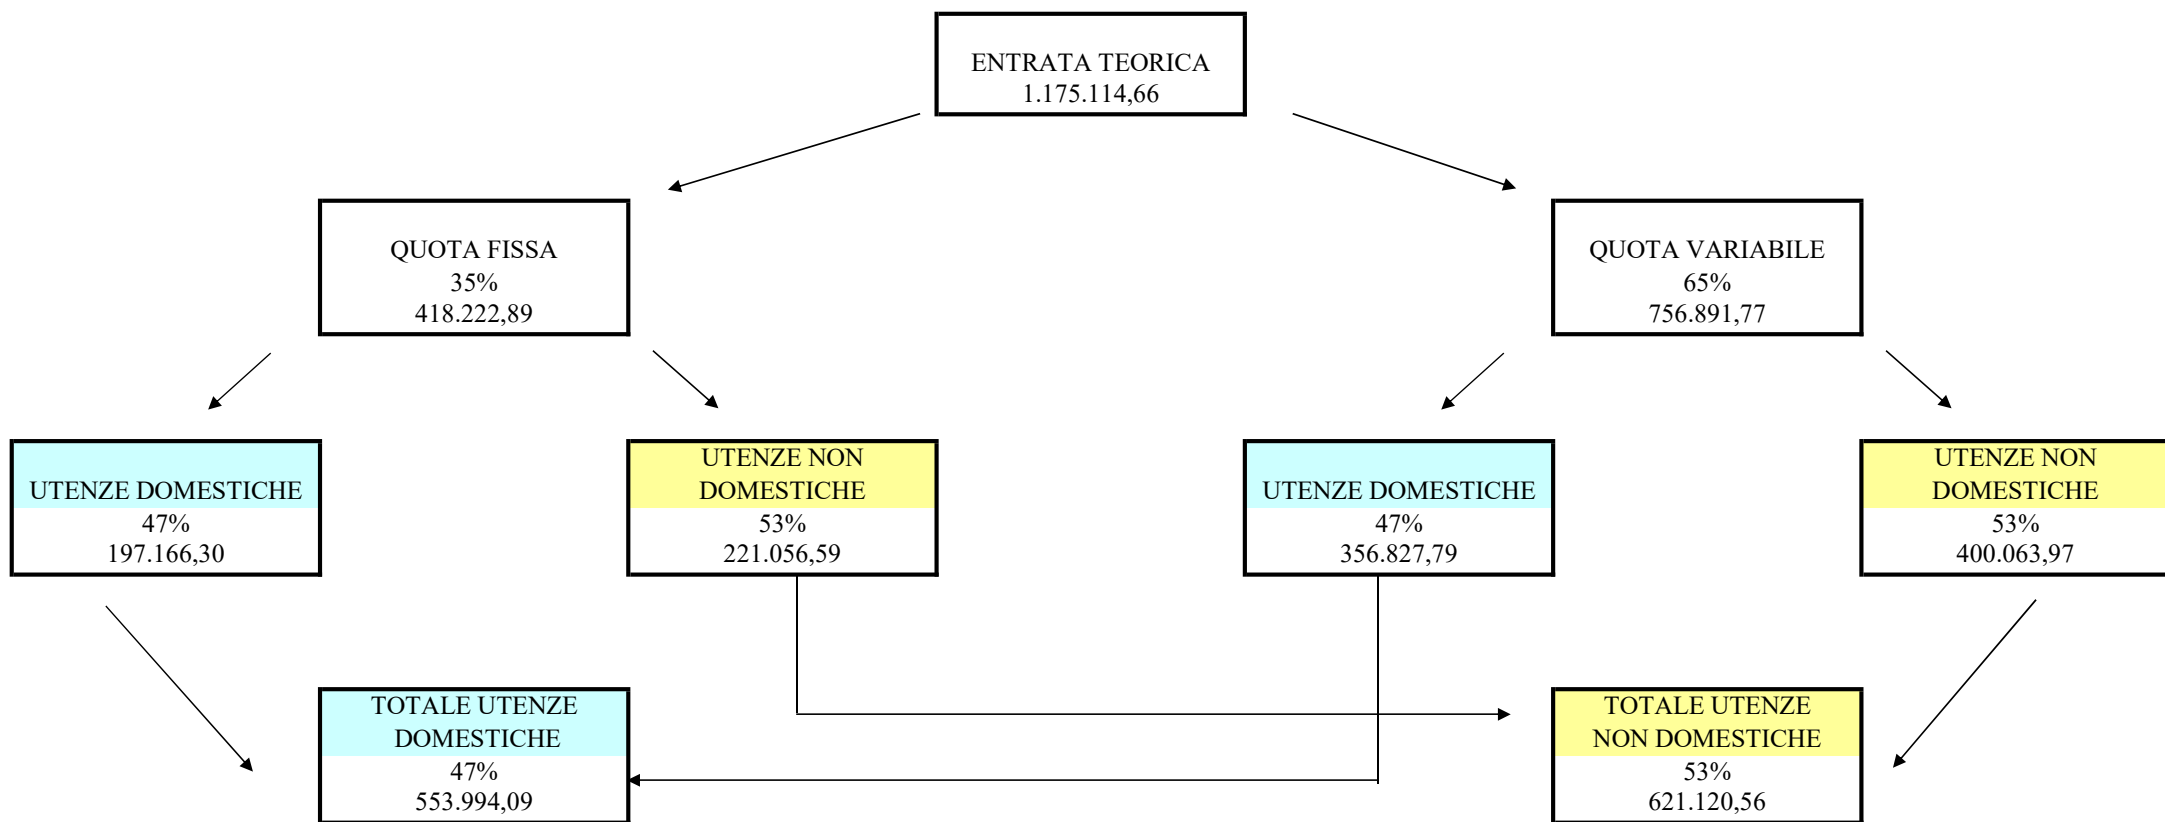 ENTRATA TEORICA
1.175.114,66
QUOTA FISSA
35%
418.222,89
QUOTA VARIABILE
65%
756.891,77
UTENZE DOMESTICHE
47%
197.166,30
UTENZE NON
DOMESTICHE
53%
221.056,59
UTENZE DOMESTICHE
47%
356.827,79
UTENZE NON
DOMESTICHE
53%
400.063,97
TOTALE UTENZE
DOMESTICHE
47%
553.994,09
TOTALE UTENZE
NON DOMESTICHE
53%
621.120,56